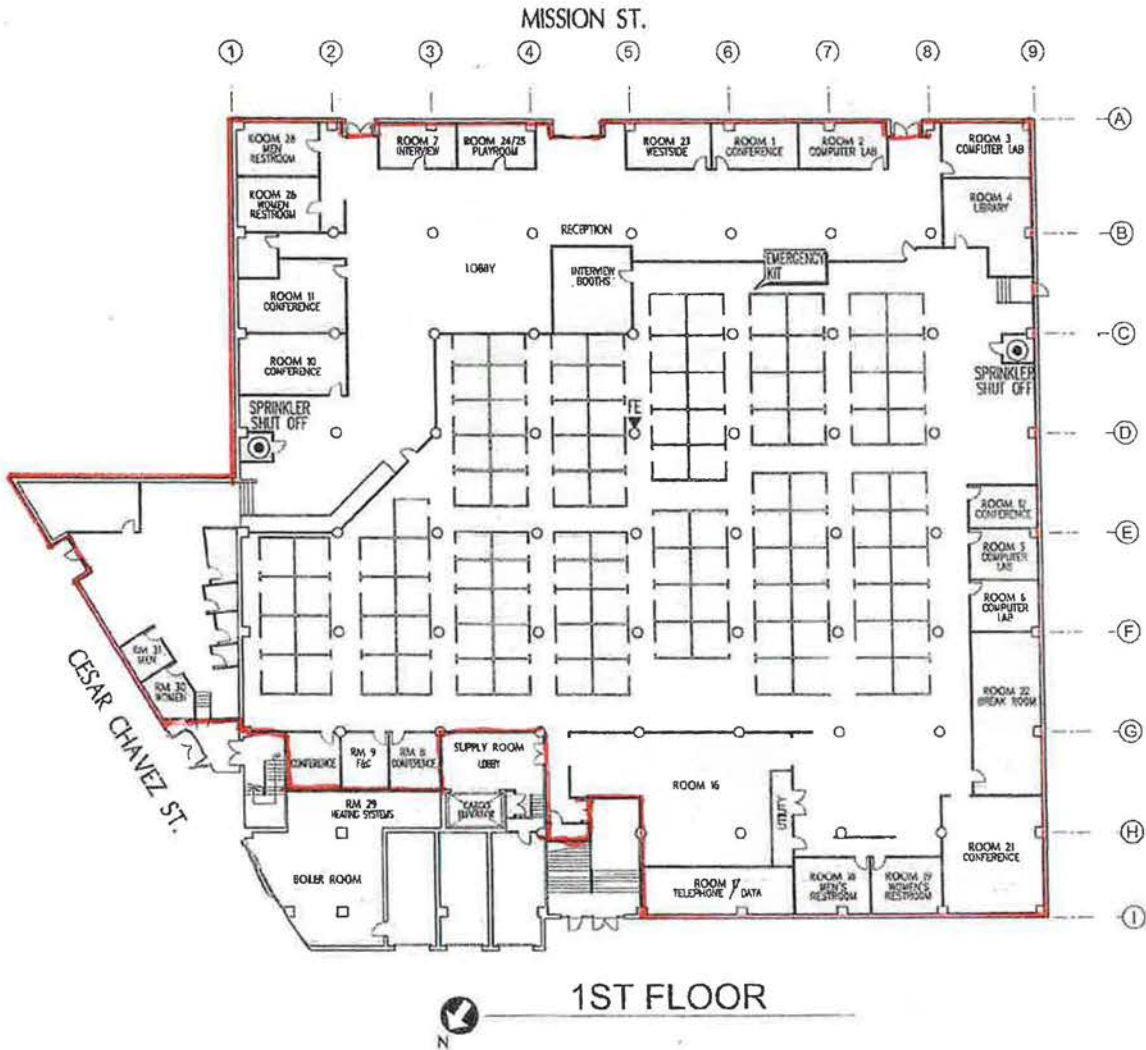 MISSION ST.
1 2 3 4 5 6 7 8 9
A
ROOM 28
MEN
RESTROOM
ROOM 7
INTERVIEW
ROOM 24/25
PLAYROOM
ROOM 23
WESTSIDE
ROOM 1
CONFERENCE
ROOM 2
COMPUTER LAB
ROOM 3
COMPUTER LAB
ROOM 26
WOMEN
RESTROOM
ROOM 4
LIBRARY
RECEPTION
B
LOBBY
INTERVIEW
BOOTHS
EMERGENCY
KIT
ROOM 11
CONFERENCE
C
ROOM 10
CONFERENCE
SPRINKLER
SHUT OFF
SPRINKLER
SHUT OFF
FE
D
ROOM 12
CONFERENCE
E
ROOM 5
COMPUTER
LAB
ROOM 6
COMPUTER
LAB
F
RM 31
MEN
RM 30
WOMEN
ROOM 22
BREAK ROOM
CESAR CHAVEZ ST.
G
CONFERENCE
RM 9
F&C
RM 8
CONFERENCE
SUPPLY ROOM
LOBBY
ROOM 16
UTILITY
RM 29
HEATING SYSTEMS
CARGO
ELEVATOR
H
ROOM 21
CONFERENCE
BOILER ROOM
ROOM 17
TELEPHONE / DATA
ROOM 18
MEN'S
RESTROOM
ROOM 19
WOMEN'S
RESTROOM
I
1ST FLOOR
N